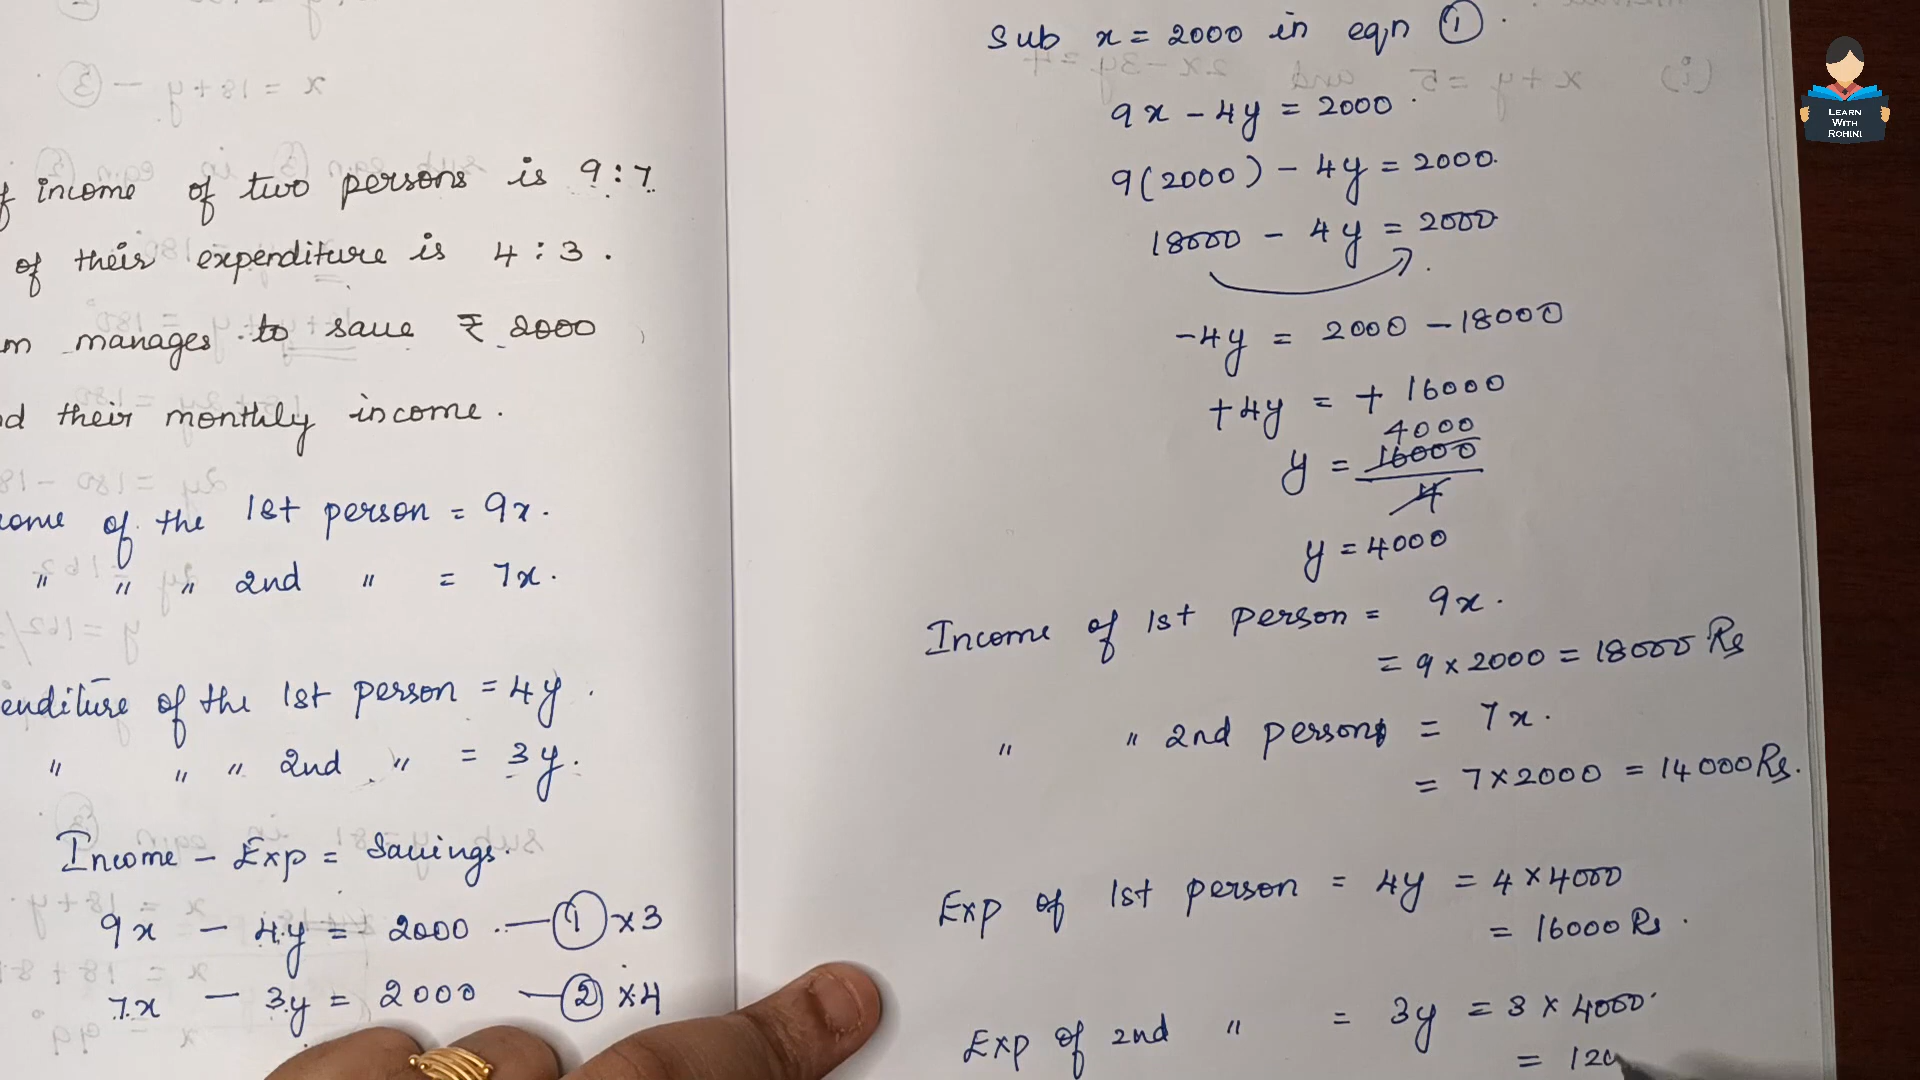 income of two persons is 9:7
of their expenditure is 4:3.
manages to save ₹ 2000
their monthly income.
of the 1st person = 9x.
" " " 2nd " = 7x.
of the 1st person = 4y.
" " " 2nd " = 3y.
Income - Exp = Savings.
9x - 4y = 2000 — ① ×3
7x - 3y = 2000 — ② ×4
Sub x = 2000 in eqn ①.
9x - 4y = 2000
9(2000) - 4y = 2000.
18000 - 4y = 2000
-4y = 2000 - 18000
+4y = + 16000
4000
y = 16000
4
y = 4000
Income of 1st person = 9x.
= 9 × 2000 = 18000 Rs
" " 2nd person = 7x.
= 7 × 2000 = 14000 Rs.
Exp of 1st person = 4y = 4 × 4000
= 16000 Rs.
Exp of 2nd " = 3y = 3 × 4000.
= 120
LEARN
WITH
ROHINI